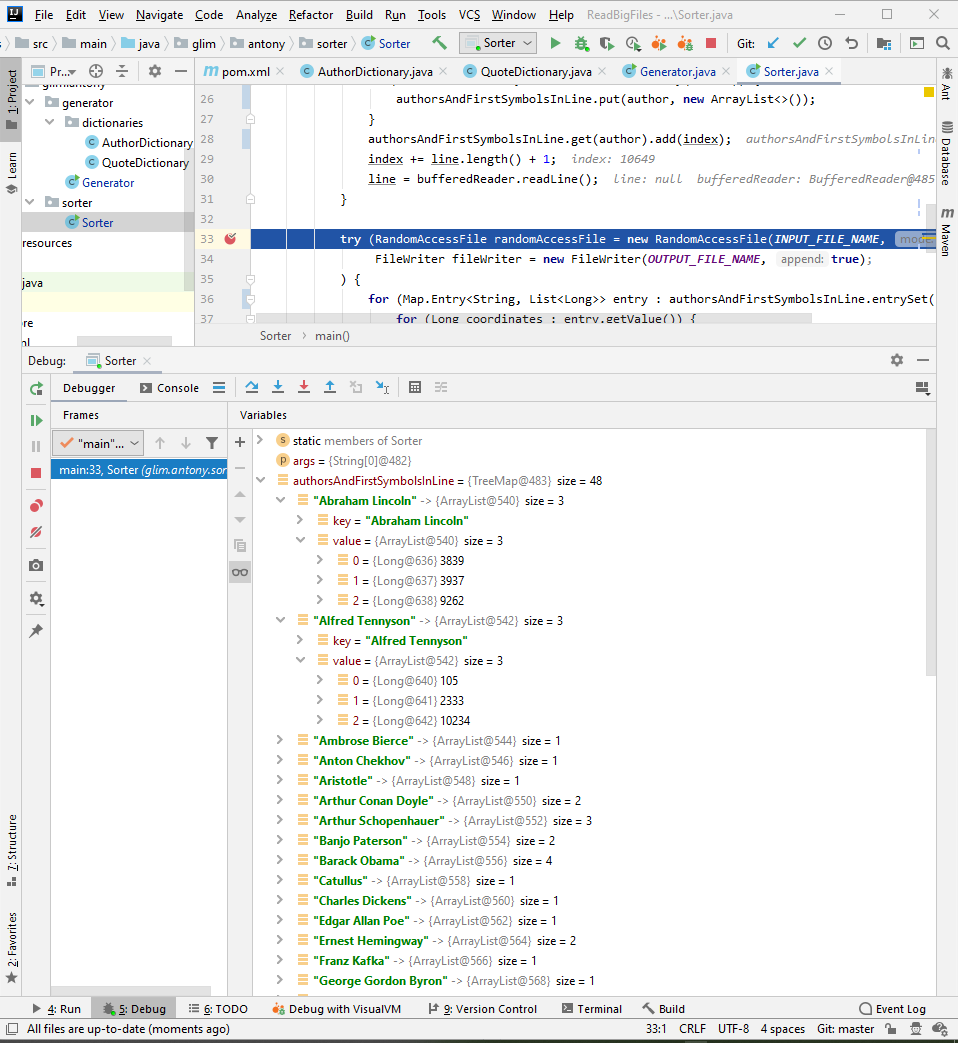 File Edit View Navigate Code Analyze Refactor Build Run Tools VCS Window Help ReadBigFiles - ...\Sorter.java
src main java glim antony sorter Sorter Sorter Git:
1: Project
Learn
7: Structure
2: Favorites
Pr...
pom.xml AuthorDictionary.java QuoteDictionary.java Generator.java Sorter.java
generator
dictionaries
AuthorDictionary
QuoteDictionary
Generator
sorter
Sorter
resources
java
26 authorsAndFirstSymbolsInLine.put(author, new ArrayList<>());
27 }
28 authorsAndFirstSymbolsInLine.get(author).add(index); authorsAndFirstSymbolsInLin
29 index += line.length() + 1; index: 10649
30 line = bufferedReader.readLine(); line: null bufferedReader: BufferedReader@485
31 }
32
33 try (RandomAccessFile randomAccessFile = new RandomAccessFile(INPUT_FILE_NAME, mode:
34 FileWriter fileWriter = new FileWriter(OUTPUT_FILE_NAME, append: true);
35 ) {
36 for (Map.Entry<String, List<Long>> entry : authorsAndFirstSymbolsInLine.entrySet(
37 for (Long coordinates : entry.getValue()) {
Sorter main()
Ant
Database
Maven
Debug: Sorter
Debugger Console
Frames Variables
"main"...
main:33, Sorter (glim.antony.sor
static members of Sorter
args = {String[0]@482}
authorsAndFirstSymbolsInLine = {TreeMap@483} size = 48
"Abraham Lincoln" -> {ArrayList@540} size = 3
key = "Abraham Lincoln"
value = {ArrayList@540} size = 3
0 = {Long@636} 3839
1 = {Long@637} 3937
2 = {Long@638} 9262
"Alfred Tennyson" -> {ArrayList@542} size = 3
key = "Alfred Tennyson"
value = {ArrayList@542} size = 3
0 = {Long@640} 105
1 = {Long@641} 2333
2 = {Long@642} 10234
"Ambrose Bierce" -> {ArrayList@544} size = 1
"Anton Chekhov" -> {ArrayList@546} size = 1
"Aristotle" -> {ArrayList@548} size = 1
"Arthur Conan Doyle" -> {ArrayList@550} size = 2
"Arthur Schopenhauer" -> {ArrayList@552} size = 3
"Banjo Paterson" -> {ArrayList@554} size = 2
"Barack Obama" -> {ArrayList@556} size = 4
"Catullus" -> {ArrayList@558} size = 1
"Charles Dickens" -> {ArrayList@560} size = 1
"Edgar Allan Poe" -> {ArrayList@562} size = 1
"Ernest Hemingway" -> {ArrayList@564} size = 2
"Franz Kafka" -> {ArrayList@566} size = 1
"George Gordon Byron" -> {ArrayList@568} size = 1
4: Run 5: Debug 6: TODO Debug with VisualVM 9: Version Control Terminal Build Event Log
All files are up-to-date (moments ago) 33:1 CRLF UTF-8 4 spaces Git: master